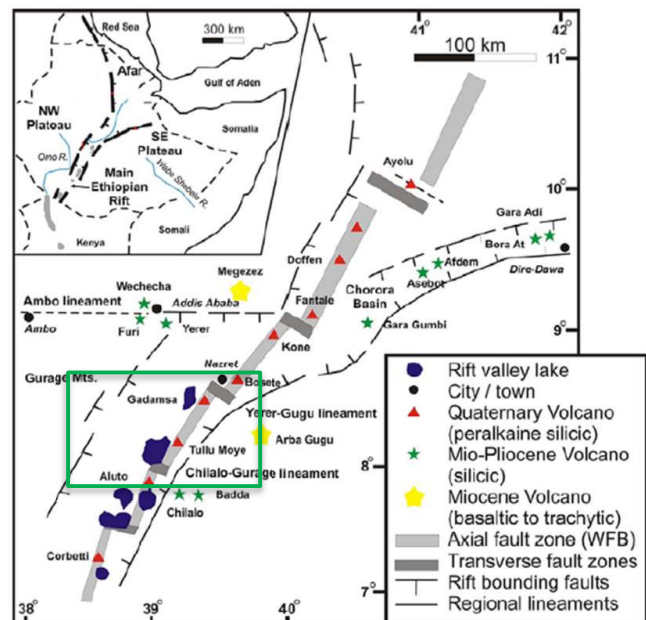 Red Sea
300 km
Afar
Gulf of Aden
NW
Plateau
SE
Plateau
Somalia
Ono R.
Wabe Shebele R.
Main
Ethiopian
Rift
Somali
Kenya
41°
42°
100 km
11°
10°
9°
8°
7°
38°
39°
40°
Ayelu
Gara Adi
Bora At
Dire-Dawa
Doffen
Afdem
Asebot
Megezez
Wechecha
Fantale
Chorora
Basin
Ambo lineament
Addis Ababa
Ambo
Furi
Yerer
Gara Gumbi
Kone
Nazret
Gurage Mts.
Bosete
Gadamsa
Yerer-Gugu lineament
Arba Gugu
Tullu Moye
Aluto
Chilalo-Gurage lineament
Badda
Chilalo
Corbetti
Rift valley lake
City / town
Quaternary Volcano
(peralkaine silicic)
Mio-Pliocene Volcano
(silicic)
Miocene Volcano
(basaltic to trachytic)
Axial fault zone (WFB)
Transverse fault zones
Rift bounding faults
Regional lineaments